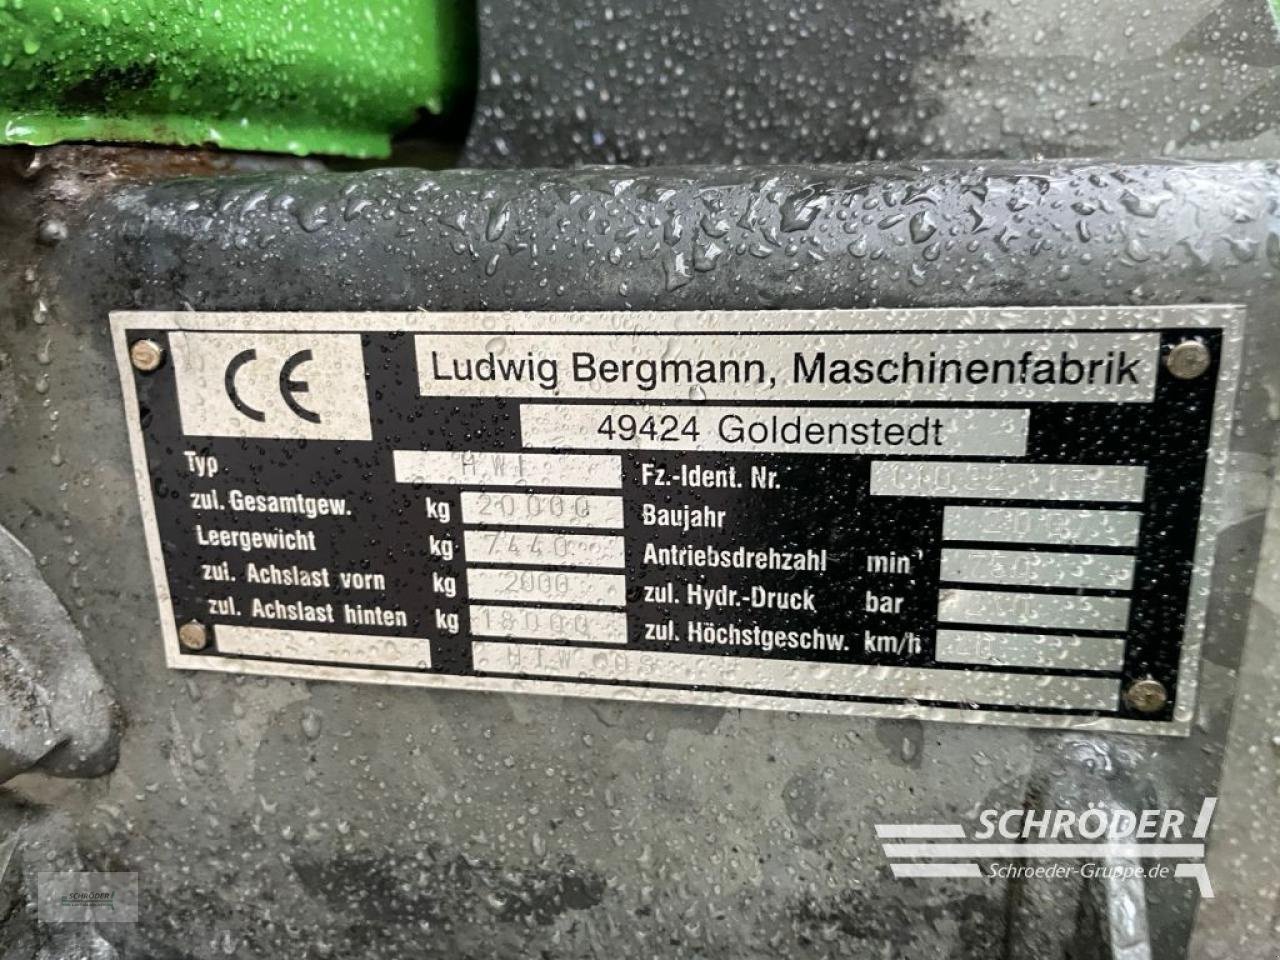 CE
Ludwig Bergmann, Maschinenfabrik
49424 Goldenstedt
Typ
zul. Gesamtgew. kg 20000
Leergewicht kg 7440
zul. Achslast vorn kg 2000
zul. Achslast hinten kg 18000
Fz.-Ident. Nr.
Baujahr
Antriebsdrehzahl min⁻¹
zul. Hydr.-Druck bar
zul. Höchstgeschw. km/h
SCHRÖDER
Schroeder-Gruppe.de
SCHRÖDER